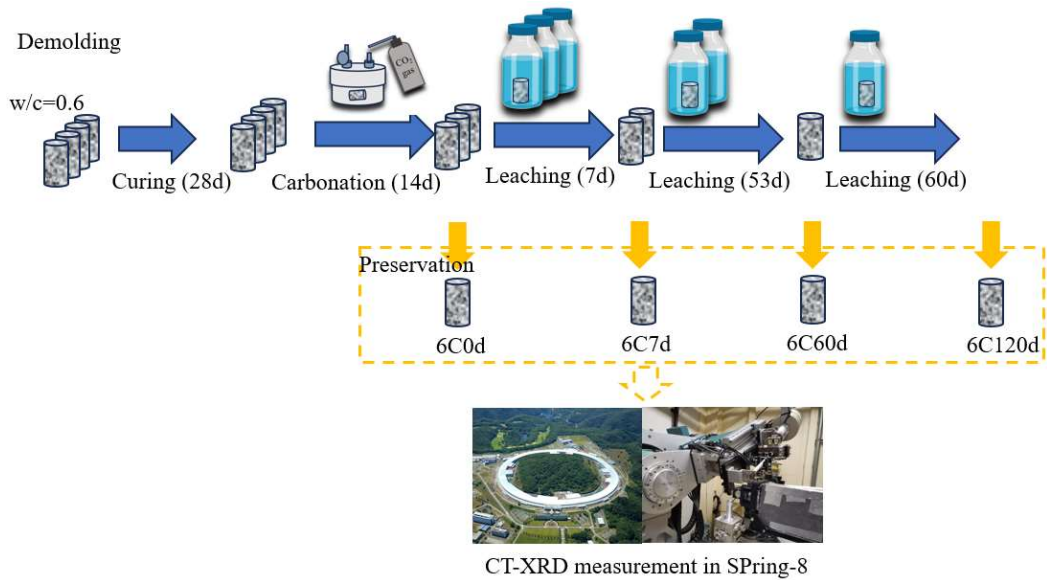 Demolding
w/c=0.6
CO2
gas
Curing (28d)
Carbonation (14d)
Leaching (7d)
Leaching (53d)
Leaching (60d)
Preservation
6C0d
6C7d
6C60d
6C120d
CT-XRD measurement in SPring-8